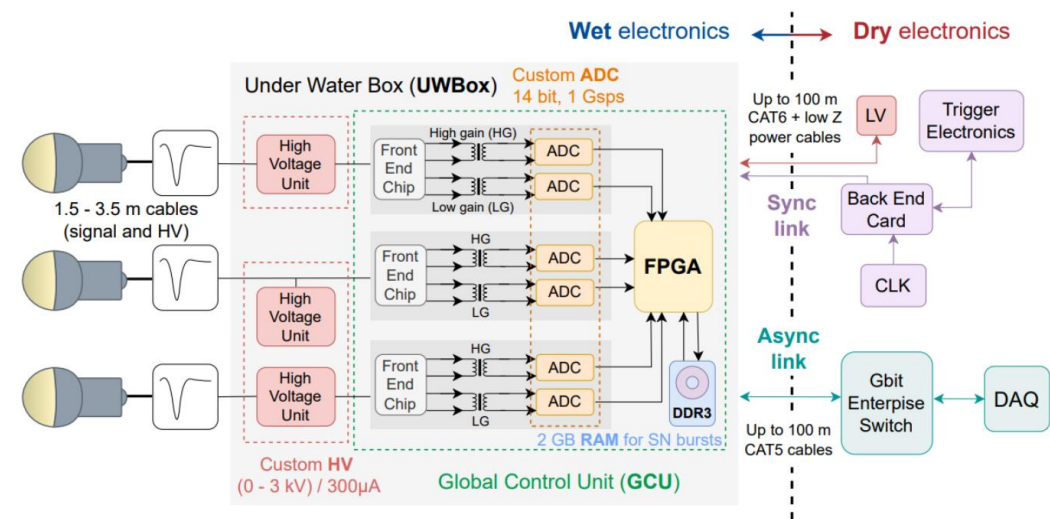 Wet electronics
Dry electronics
Under Water Box (UWBox)
Custom ADC
14 bit, 1 Gsps
Up to 100 m
CAT6 + low Z
power cables
LV
Trigger
Electronics
High
Voltage
Unit
Front
End
Chip
High gain (HG)
Low gain (LG)
ADC
ADC
1.5 - 3.5 m cables
(signal and HV)
Sync
link
Back End
Card
CLK
High
Voltage
Unit
Front
End
Chip
HG
LG
ADC
ADC
FPGA
High
Voltage
Unit
Front
End
Chip
HG
LG
ADC
ADC
DDR3
2 GB RAM for SN bursts
Async
link
Gbit
Enterpise
Switch
DAQ
Up to 100 m
CAT5 cables
Custom HV
(0 - 3 kV) / 300µA
Global Control Unit (GCU)